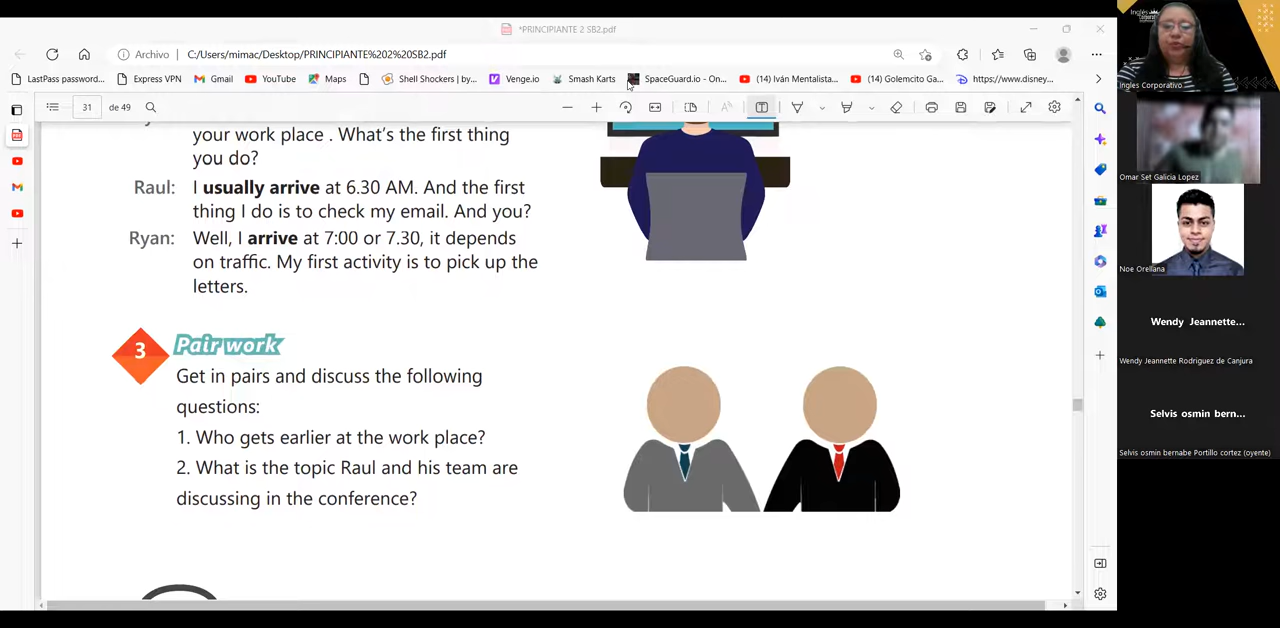 *PRINCIPIANTE 2 SB2.pdf
Archivo C:/Users/mimac/Desktop/PRINCIPIANTE%202%20SB2.pdf
LastPass password... Express VPN Gmail YouTube Maps Shell Shockers | by... Venge.io Smash Karts SpaceGuard.io - On... (14) Iván Mentalista... (14) Golemcito Ga... https://www.disney...
31 de 49
your work place . What's the first thing
you do?
Raul: I usually arrive at 6.30 AM. And the first
thing I do is to check my email. And you?
Ryan: Well, I arrive at 7:00 or 7.30, it depends
on traffic. My first activity is to pick up the
letters.
3 Pair work
Get in pairs and discuss the following
questions:
1. Who gets earlier at the work place?
2. What is the topic Raul and his team are
discussing in the conference?
Inglés
Ingles Corporativo
Omar Set Galicia Lopez
Noe Orellana
Wendy Jeannette...
Wendy Jeannette Rodriguez de Canjura
Selvis osmin bern...
Selvis osmin bernabe Portillo cortez (oyente)